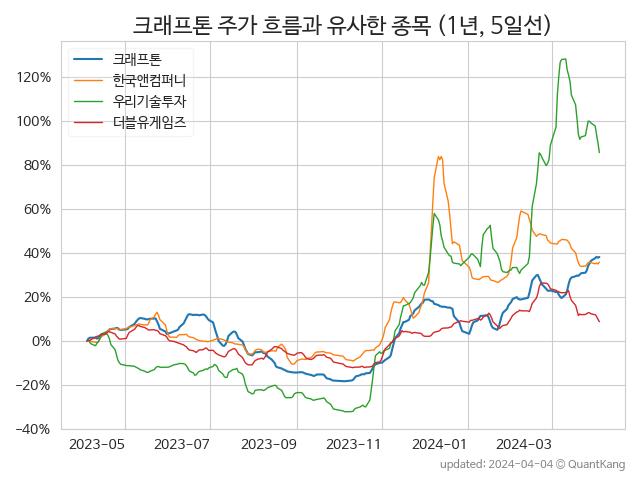 크래프톤 주가 흐름과 유사한 종목 (1년, 5일선)
크래프톤
한국앤컴퍼니
우리기술투자
더블유게임즈
120%
100%
80%
60%
40%
20%
0%
−20%
−40%
2023-05 2023-07 2023-09 2023-11 2024-01 2024-03
updated: 2024-04-04 © QuantKang